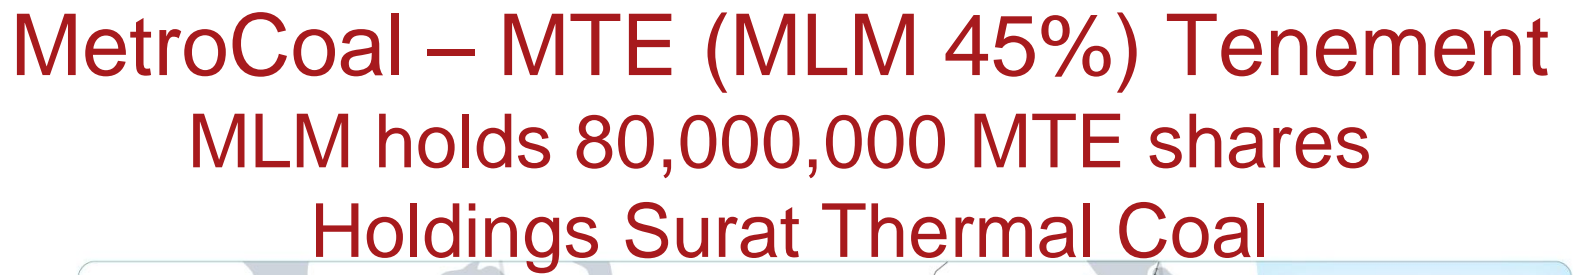 MetroCoal – MTE (MLM 45%) Tenement
MLM holds 80,000,000 MTE shares
Holdings Surat Thermal Coal